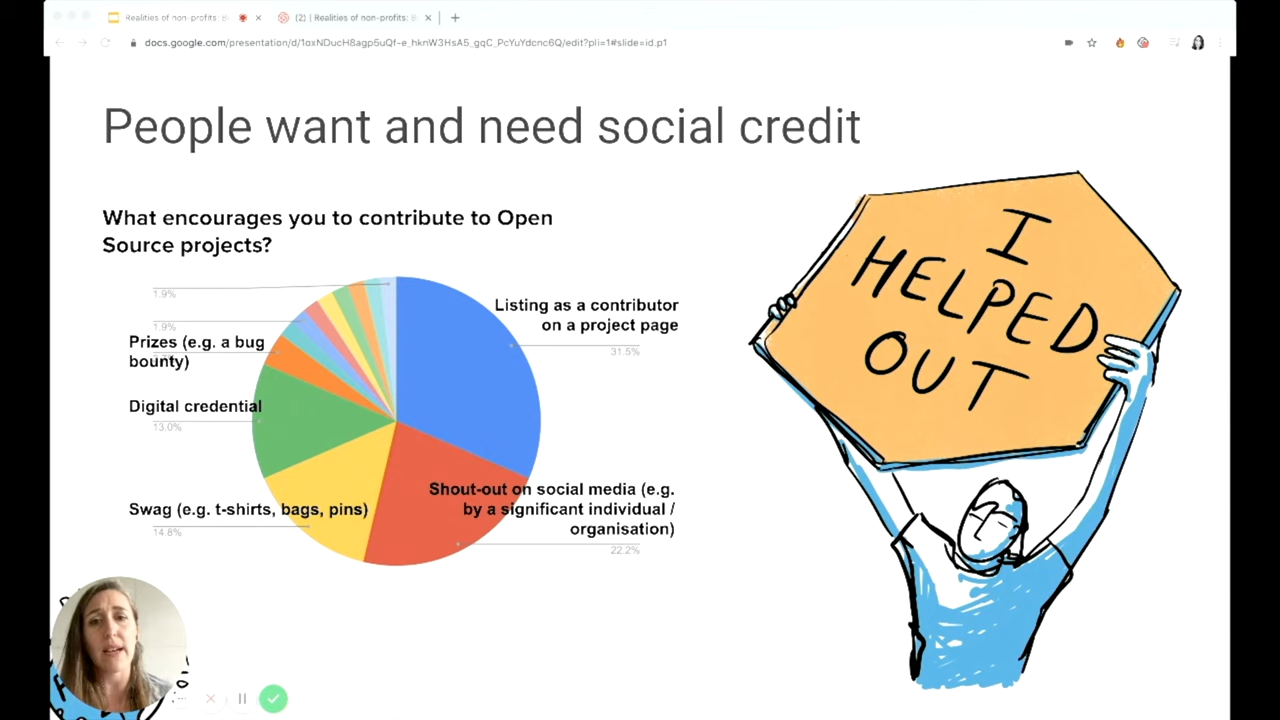 Realities of non-profits:
(2) | Realities of non-profits:
docs.google.com/presentation/d/1oxNDucH8agp5uQf-e_hknW3HsA5_gqC_PcYuYdcnc6Q/edit?pli=1#slide=id.p1
People want and need social credit
What encourages you to contribute to Open
Source projects?
1.9%
1.9%
Prizes (e.g. a bug
bounty)
Digital credential
13.0%
Swag (e.g. t-shirts, bags, pins)
14.8%
Listing as a contributor
on a project page
31.5%
Shout-out on social media (e.g.
by a significant individual /
organisation)
22.2%
I
HELPED
OUT